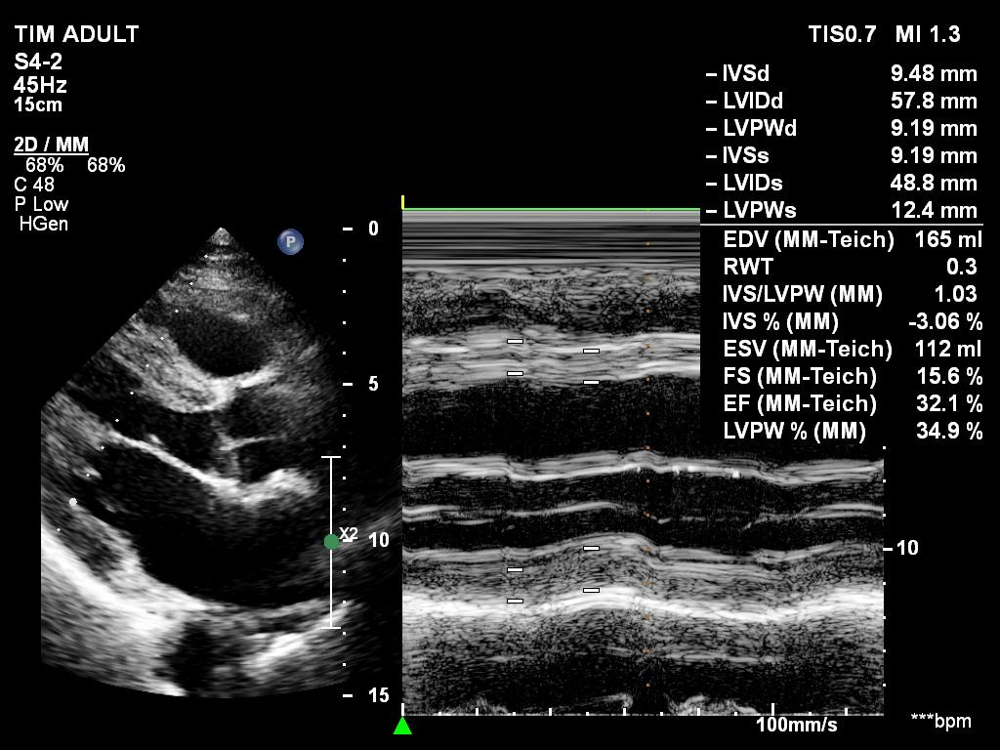 TIM ADULT
S4-2
45Hz
15cm
2D / MM
68% 68%
C 48
P Low
HGen
TIS0.7 MI 1.3
– IVSd 9.48 mm
– LVIDd 57.8 mm
– LVPWd 9.19 mm
– IVSs 9.19 mm
– LVIDs 48.8 mm
– LVPWs 12.4 mm
EDV (MM-Teich) 165 ml
RWT 0.3
IVS/LVPW (MM) 1.03
IVS % (MM) -3.06 %
ESV (MM-Teich) 112 ml
FS (MM-Teich) 15.6 %
EF (MM-Teich) 32.1 %
LVPW % (MM) 34.9 %
P
0
5
X2
10
15
10
100mm/s
***bpm